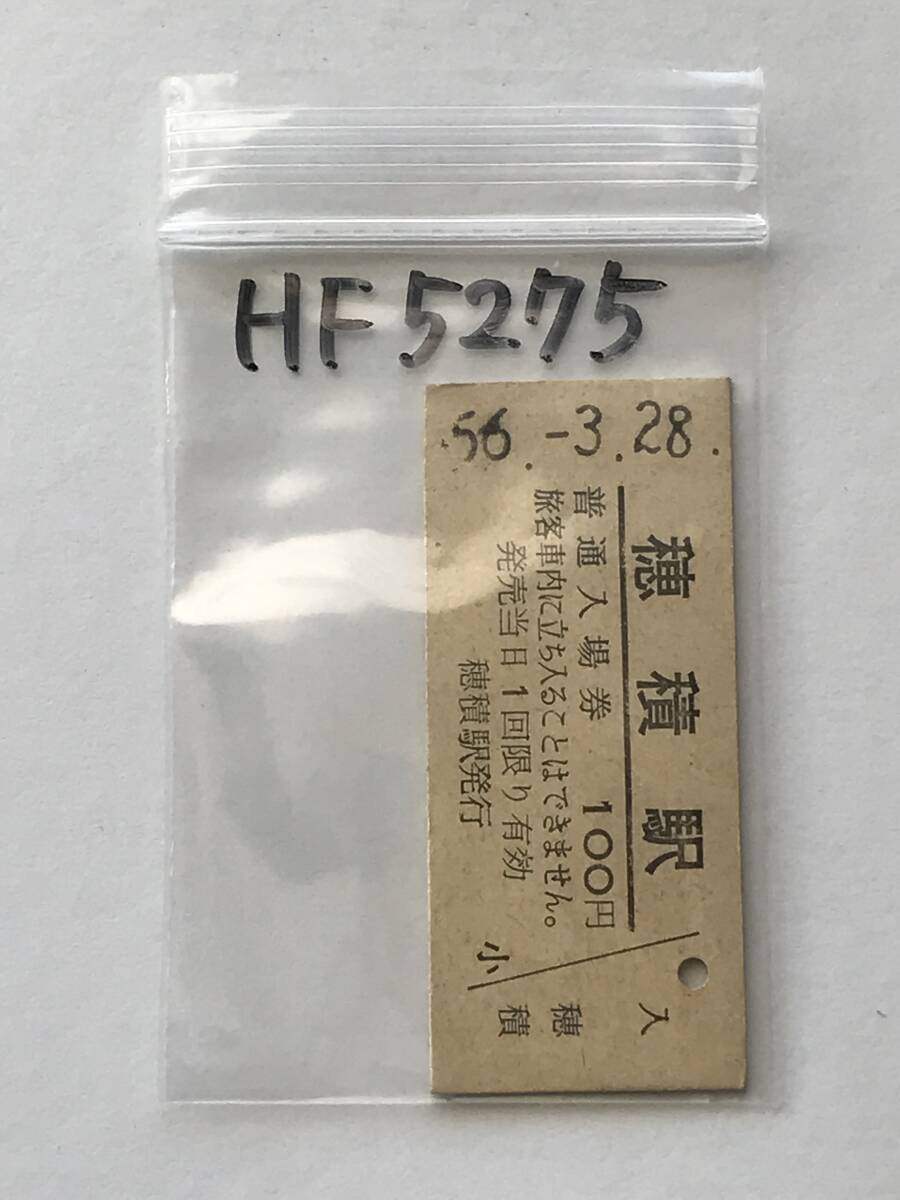 HF5275
56.-3.28.
穂積駅
普通入場券 100円
旅客車内に立ち入ることはできません。
発売当日1回限り有効
穂積駅発行
小
入
穂
積